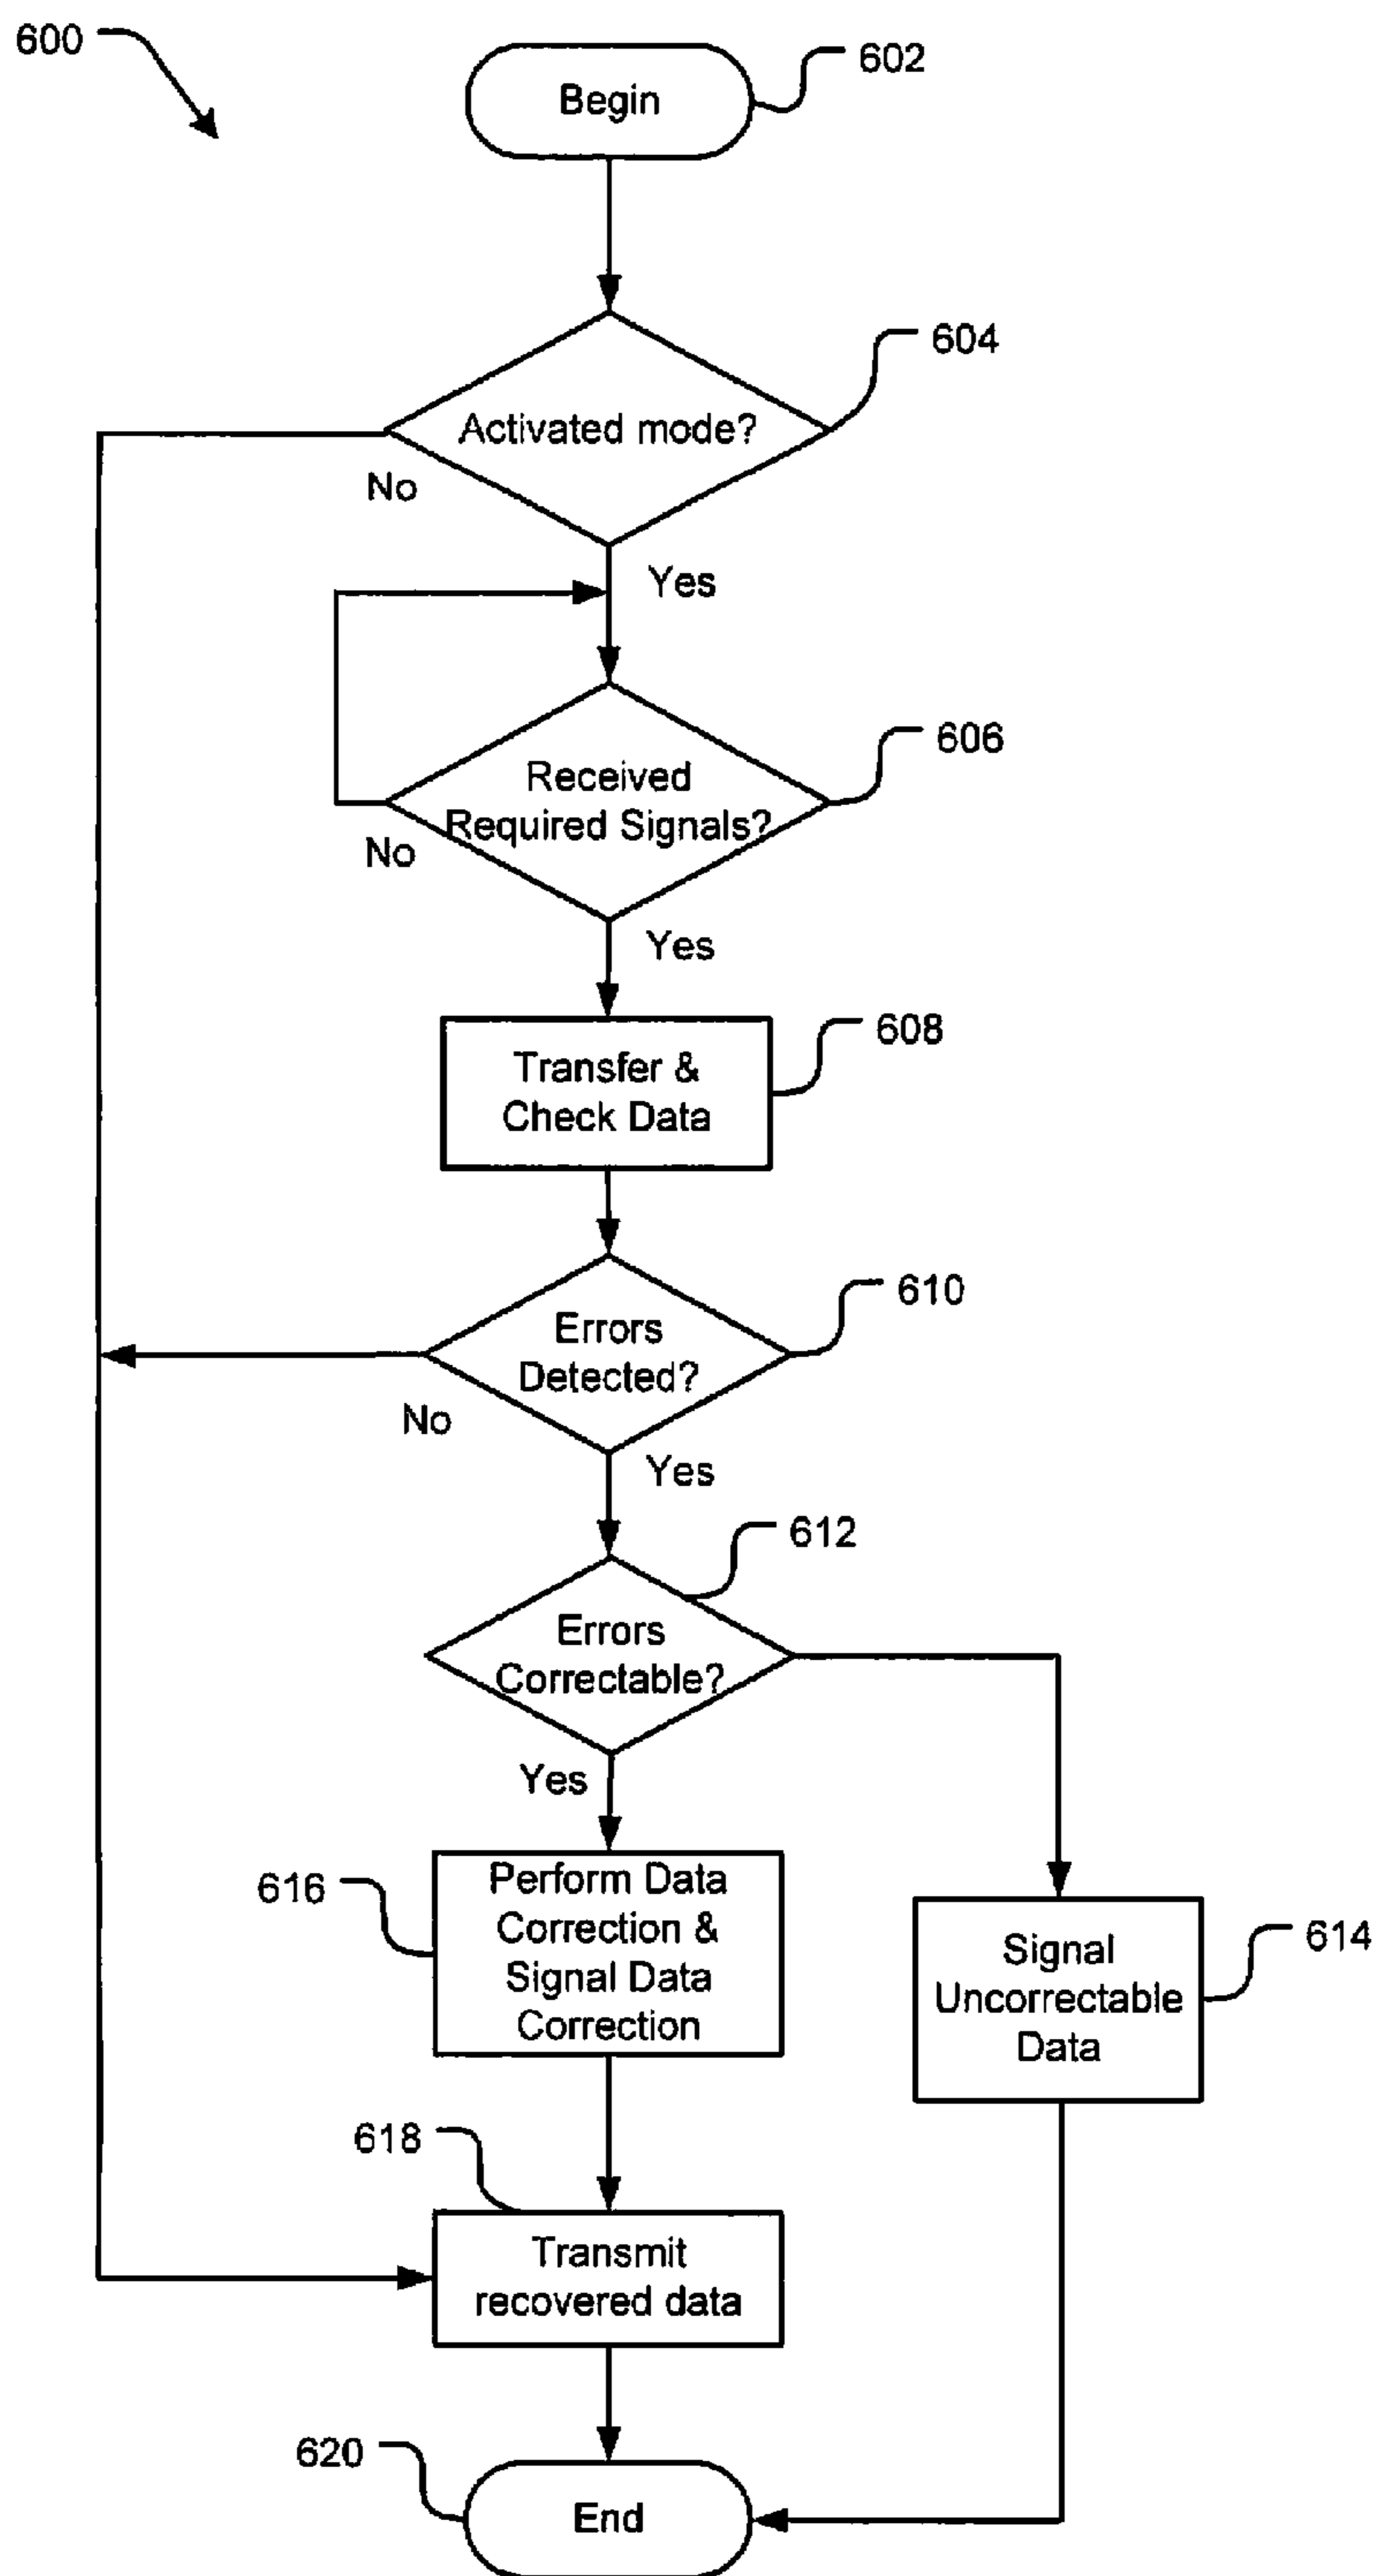 600
Begin
602
Activated mode?
604
No
Yes
Received
Required Signals?
606
No
Yes
Transfer &
Check Data
608
Errors
Detected?
610
No
Yes
612
Errors
Correctable?
Yes
616
Perform Data
Correction &
Signal Data
Correction
Signal
Uncorrectable
Data
614
618
Transmit
recovered data
620
End